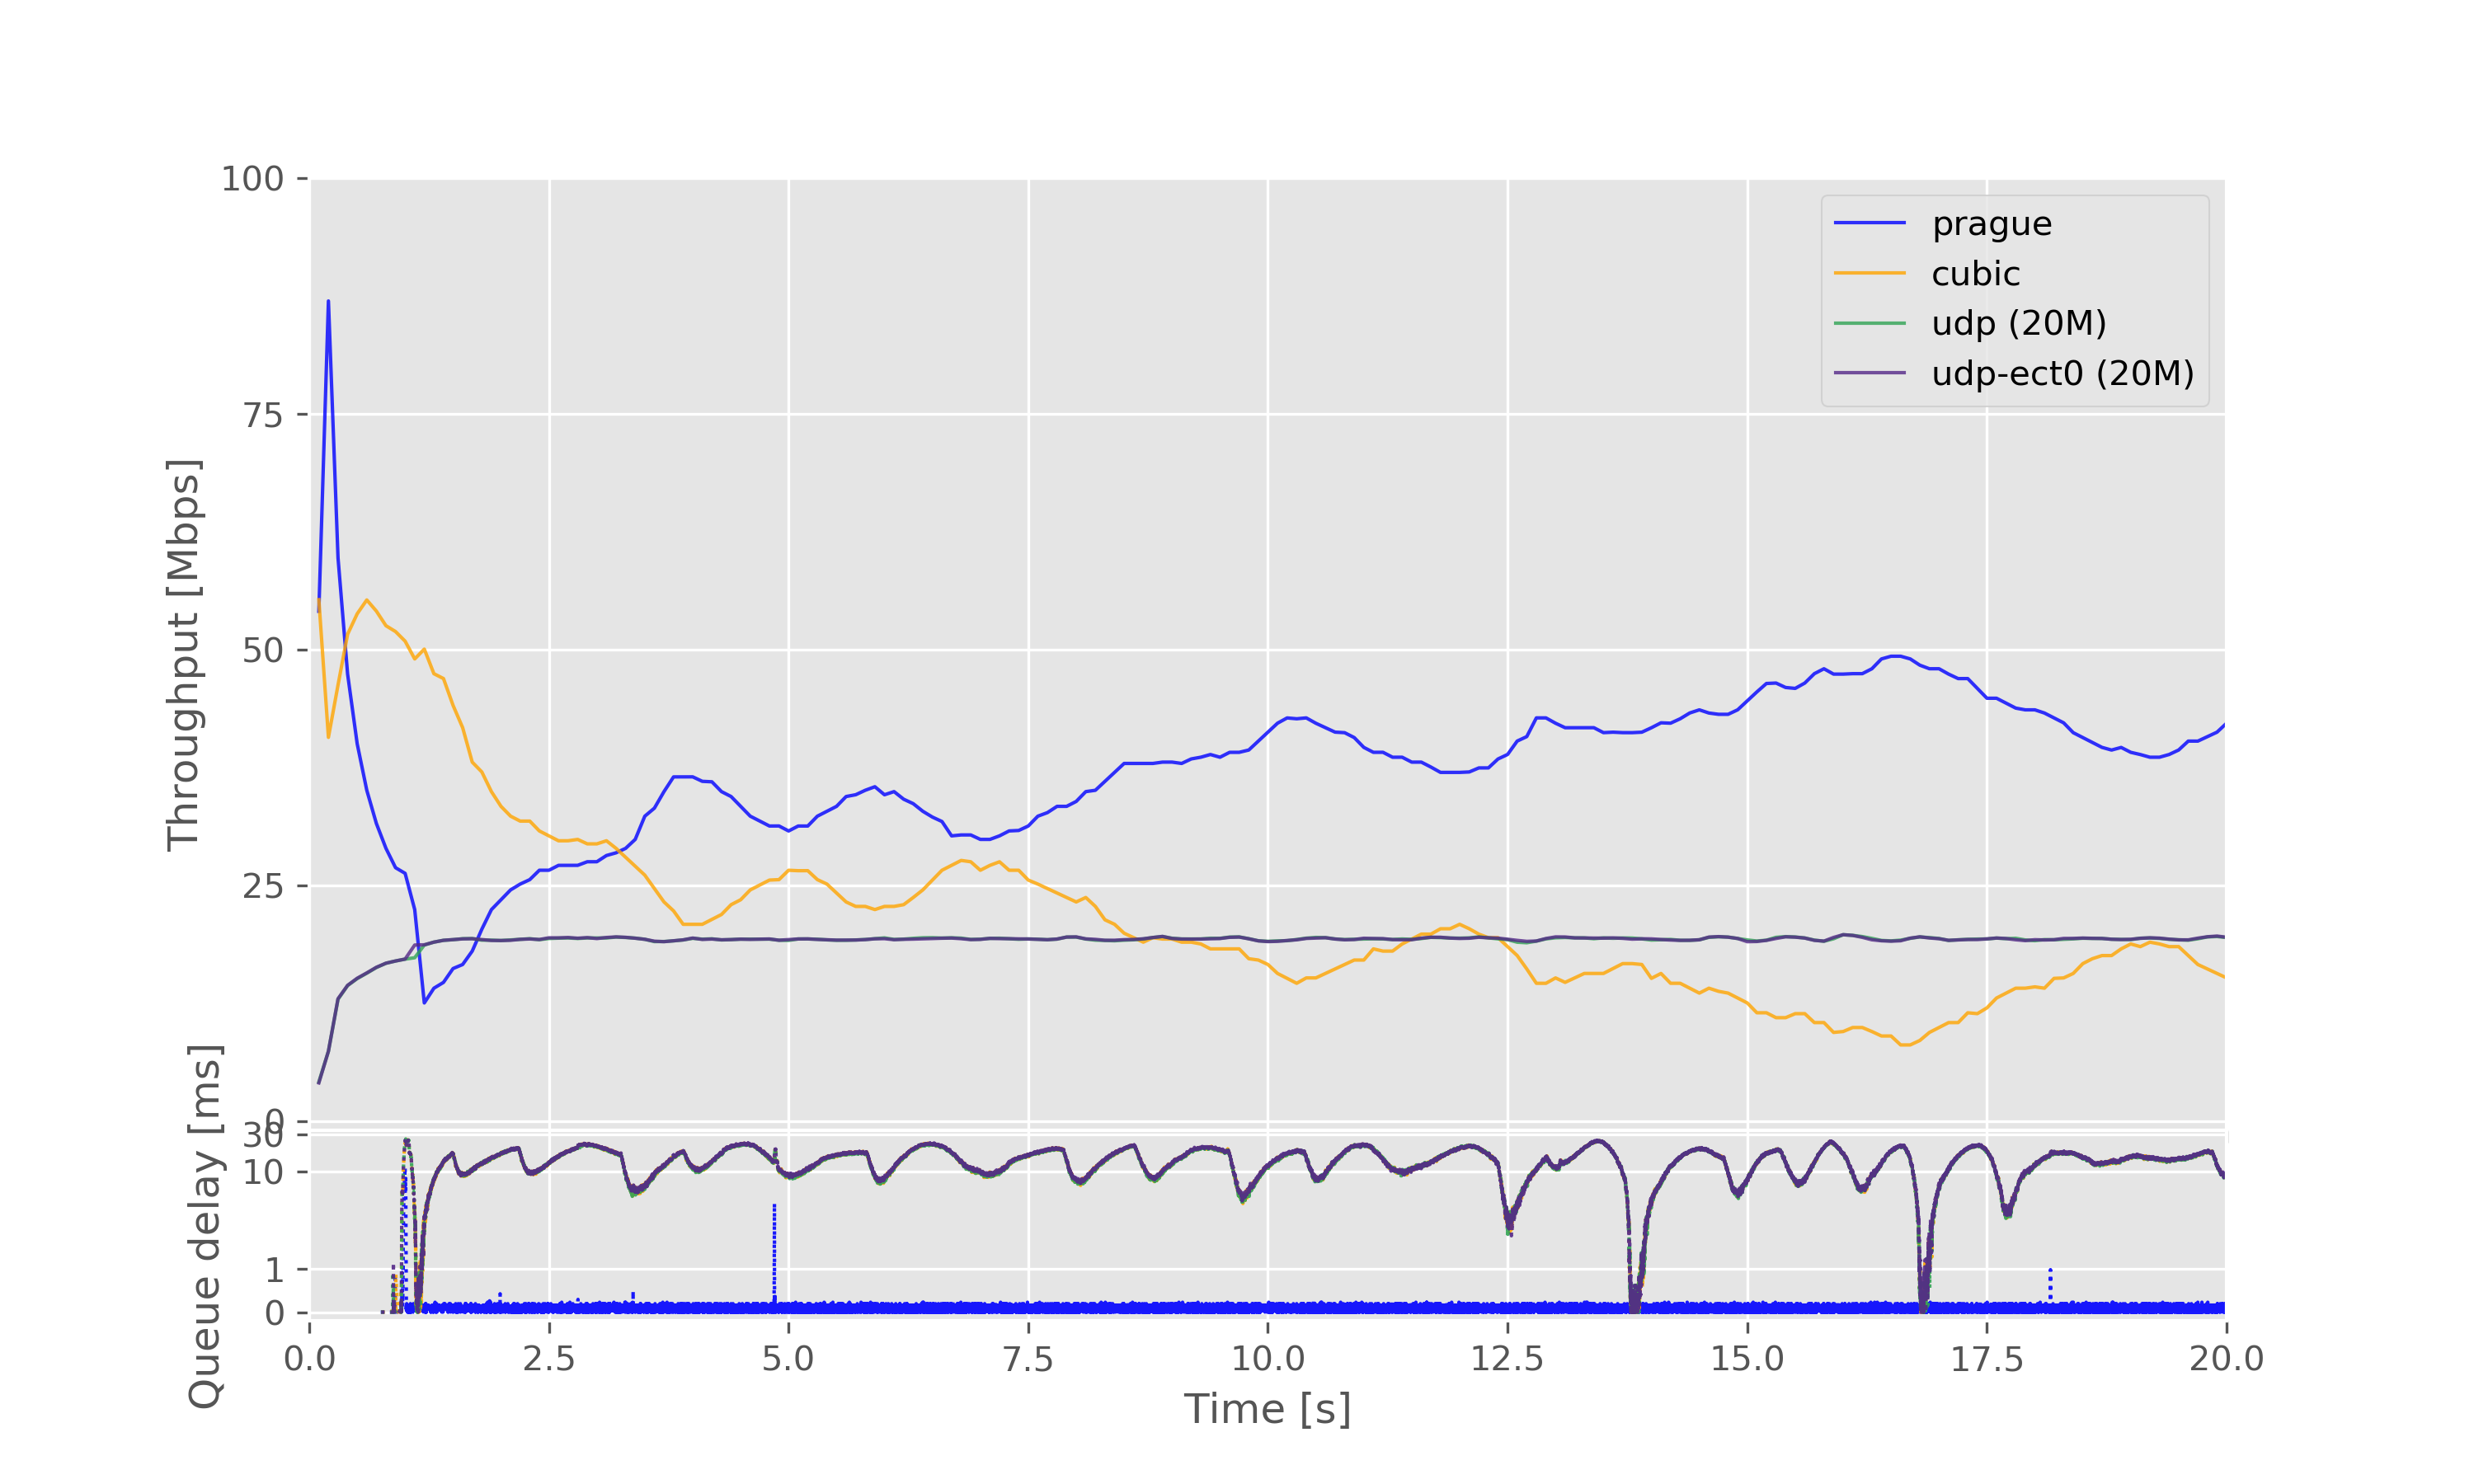 Throughput [Mbps]
100
75
50
25
0
prague
cubic
udp (20M)
udp-ect0 (20M)
Queue delay [ms]
30
10
1
0
0.0 2.5 5.0 7.5 10.0 12.5 15.0 17.5 20.0
Time [s]